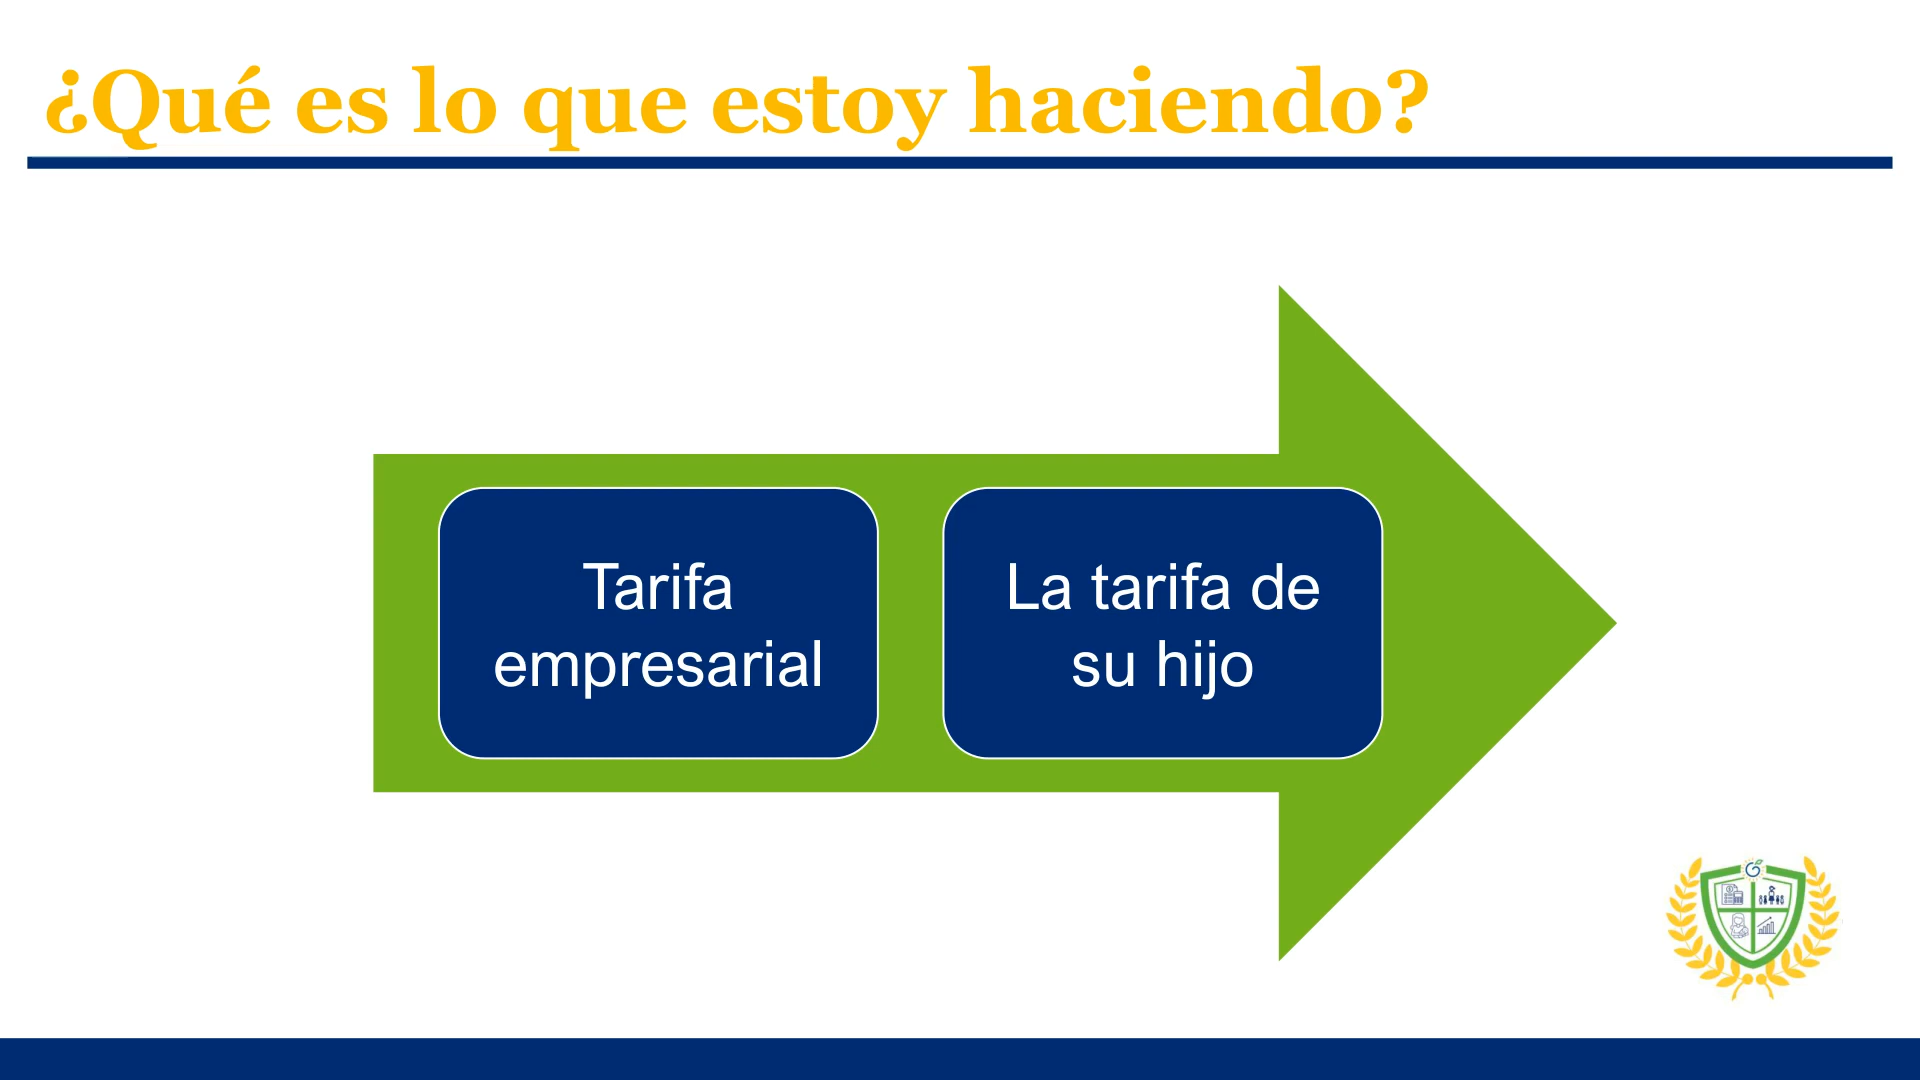 ¿Qué es lo que estoy haciendo?
Tarifa
empresarial
La tarifa de
su hijo